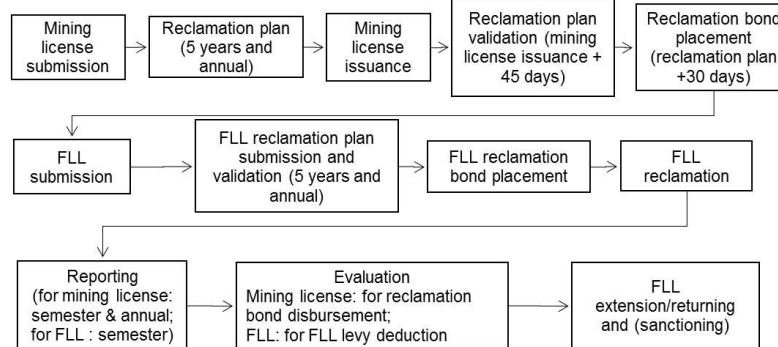 Mining
license
submission
Reclamation plan
(5 years and
annual)
Mining
license
issuance
Reclamation plan
validation (mining
license issuance +
45 days)
Reclamation bond
placement
(reclamation plan
+30 days)
FLL
submission
FLL reclamation plan
submission and
validation (5 years and
annual)
FLL reclamation
bond placement
FLL
reclamation
Reporting
(for mining license:
semester & annual;
for FLL : semester)
Evaluation
Mining license: for reclamation
bond disbursement;
FLL: for FLL levy deduction
FLL
extension/returning
and (sanctioning)